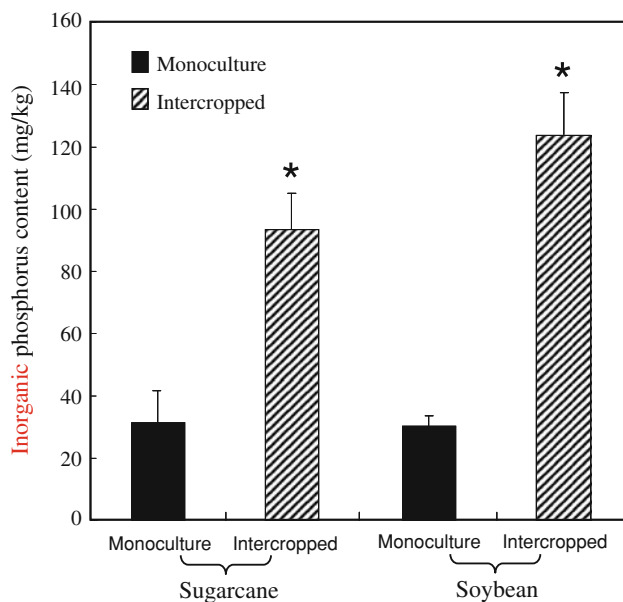 Inorganic phosphorus content (mg/kg)
160
140
120
100
80
60
40
20
0
Monoculture
Intercropped
*
*
Monoculture Intercropped Monoculture Intercropped
Sugarcane Soybean